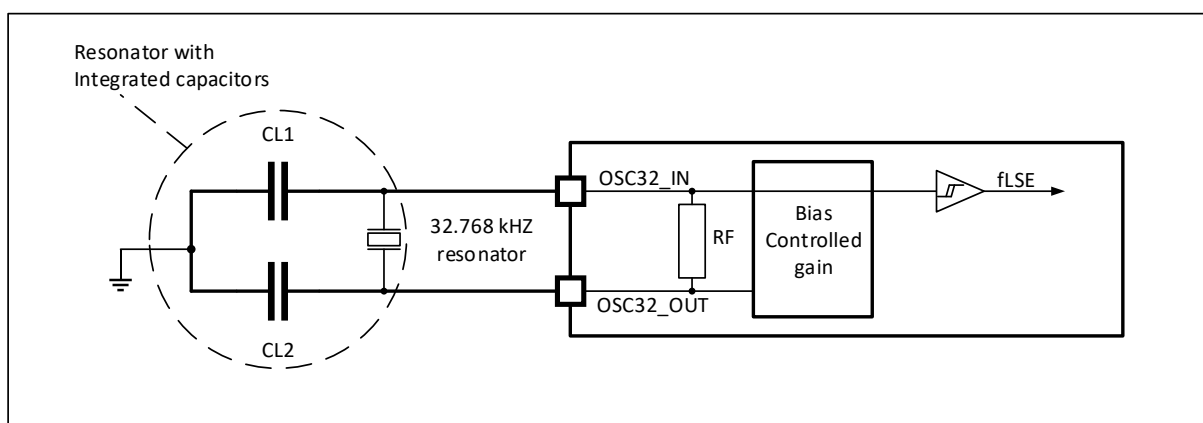 Resonator with
Integrated capacitors
CL1
OSC32_IN
fLSE
32.768 kHZ
resonator
RF
Bias
Controlled
gain
OSC32_OUT
CL2